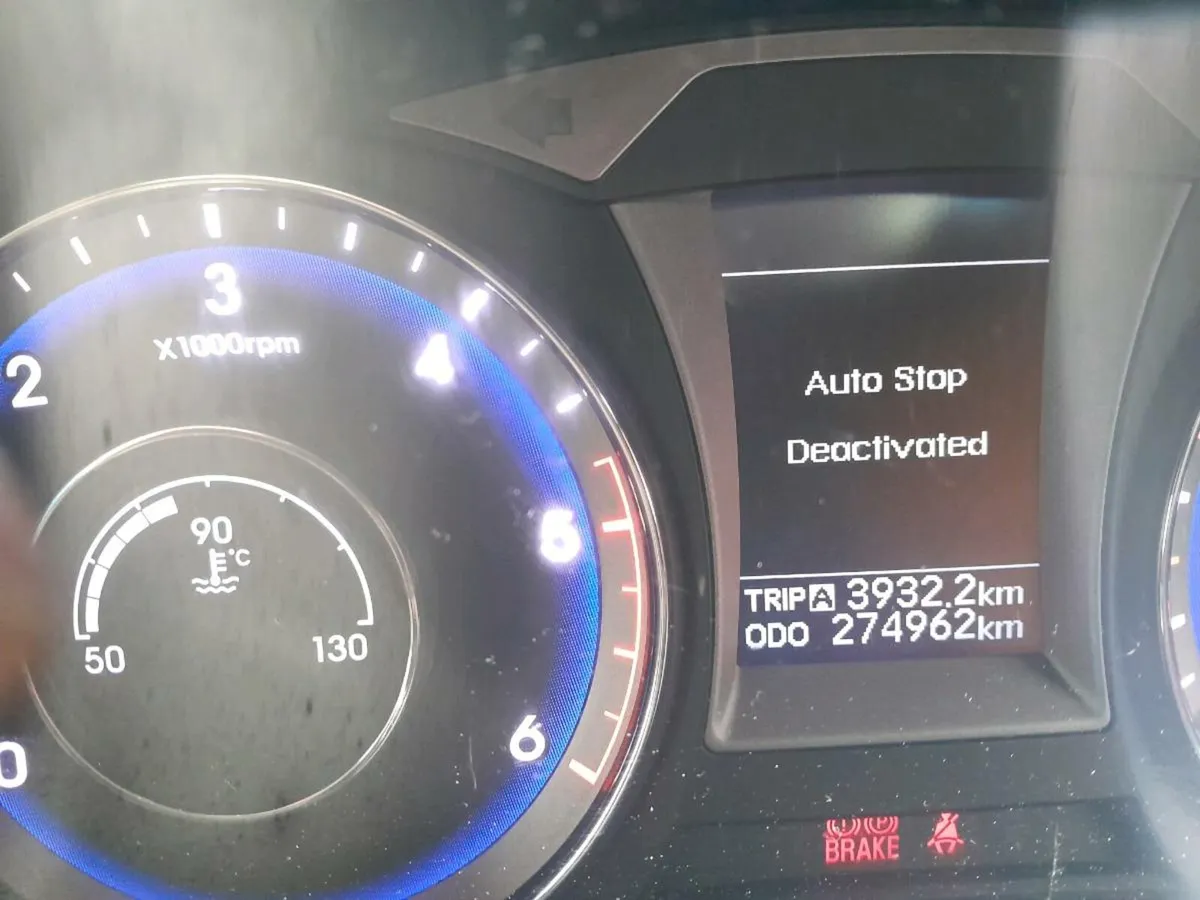 2
3
4
5
6
0
X1000rpm
90
°C
50
130
Auto Stop
Deactivated
TRIP A 3932.2km
ODO 274962km
(!) (P)
BRAKE